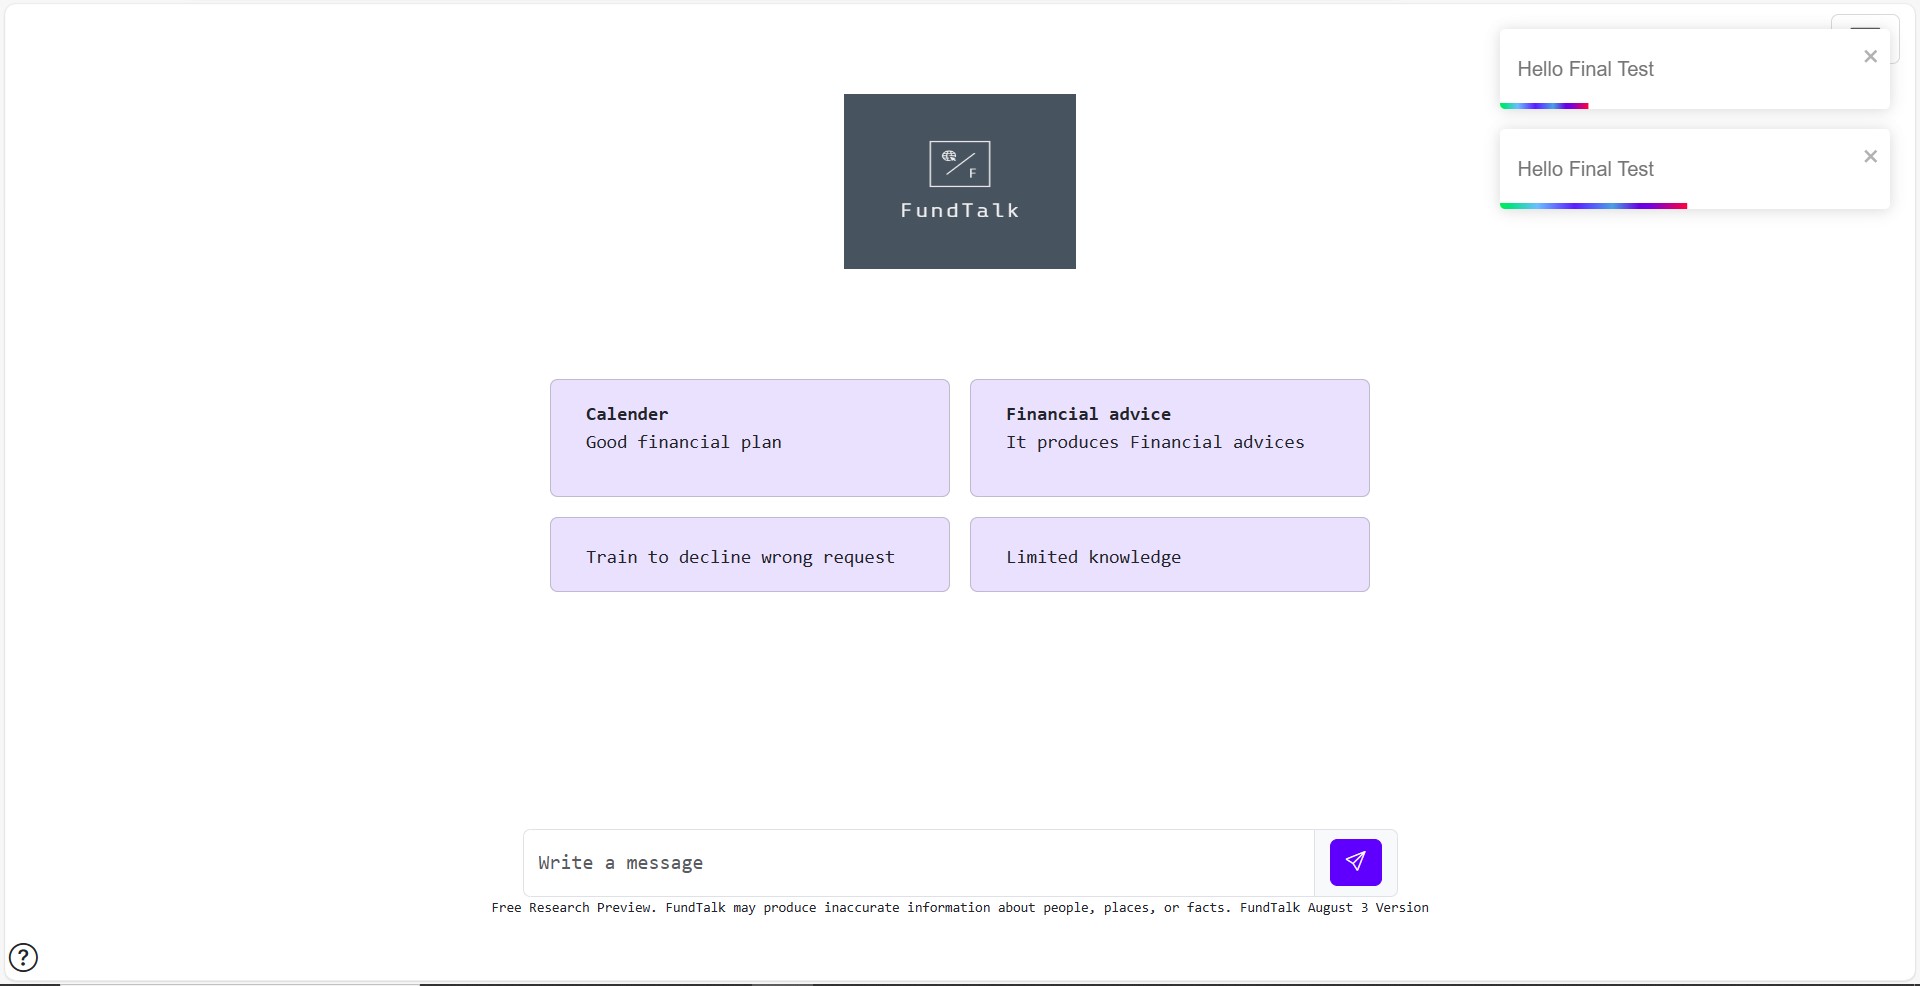 Hello Final Test
Hello Final Test
F
FundTalk
Calender
Good financial plan
Financial advice
It produces Financial advices
Train to decline wrong request
Limited knowledge
Write a message
Free Research Preview. FundTalk may produce inaccurate information about people, places, or facts. FundTalk August 3 Version
?